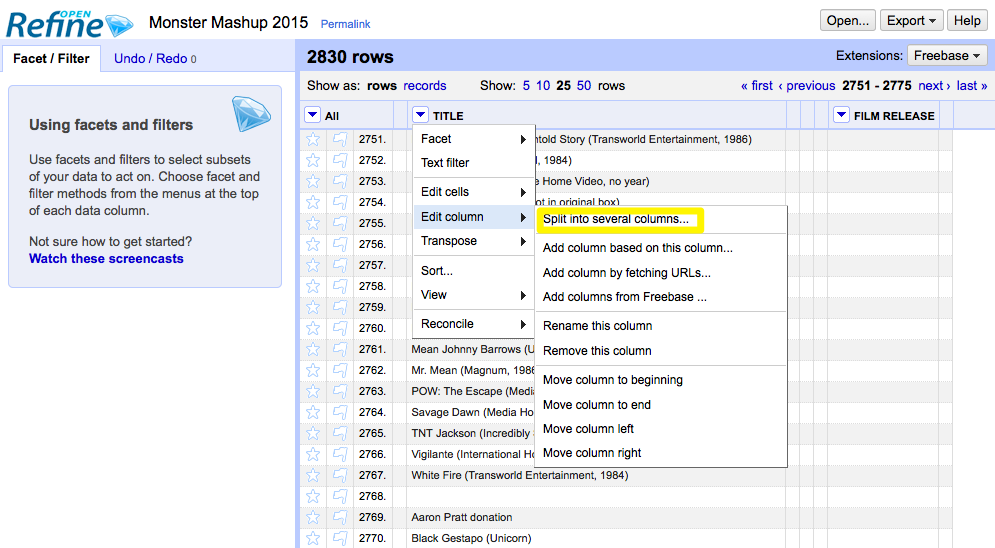 OPEN
Refine
Monster Mashup 2015 Permalink
Open... Export Help
Facet / Filter Undo / Redo 0
2830 rows
Extensions: Freebase
Show as: rows records Show: 5 10 25 50 rows « first ‹ previous 2751 - 2775 next › last »
Using facets and filters
Use facets and filters to select subsets
of your data to act on. Choose facet and
filter methods from the menus at the top
of each data column.
Not sure how to get started?
Watch these screencasts
All TITLE FILM RELEASE
2751. ntold Story (Transworld Entertainment, 1986)
2752. l, 1984)
2753. e Home Video, no year)
2754. ot in original box)
2755.
2756.
2757.
2758.
2759.
2760.
2761. Mean Johnny Barrows (U
2762. Mr. Mean (Magnum, 1986
2763. POW: The Escape (Medi
2764. Savage Dawn (Media Ho
2765. TNT Jackson (Incredibly
2766. Vigilante (International Ho
2767. White Fire (Transworld Entertainment, 1984)
2768.
2769. Aaron Pratt donation
2770. Black Gestapo (Unicorn)
Facet
Text filter
Edit cells
Edit column
Transpose
Sort...
View
Reconcile
Split into several columns...
Add column based on this column...
Add column by fetching URLs...
Add columns from Freebase ...
Rename this column
Remove this column
Move column to beginning
Move column to end
Move column left
Move column right